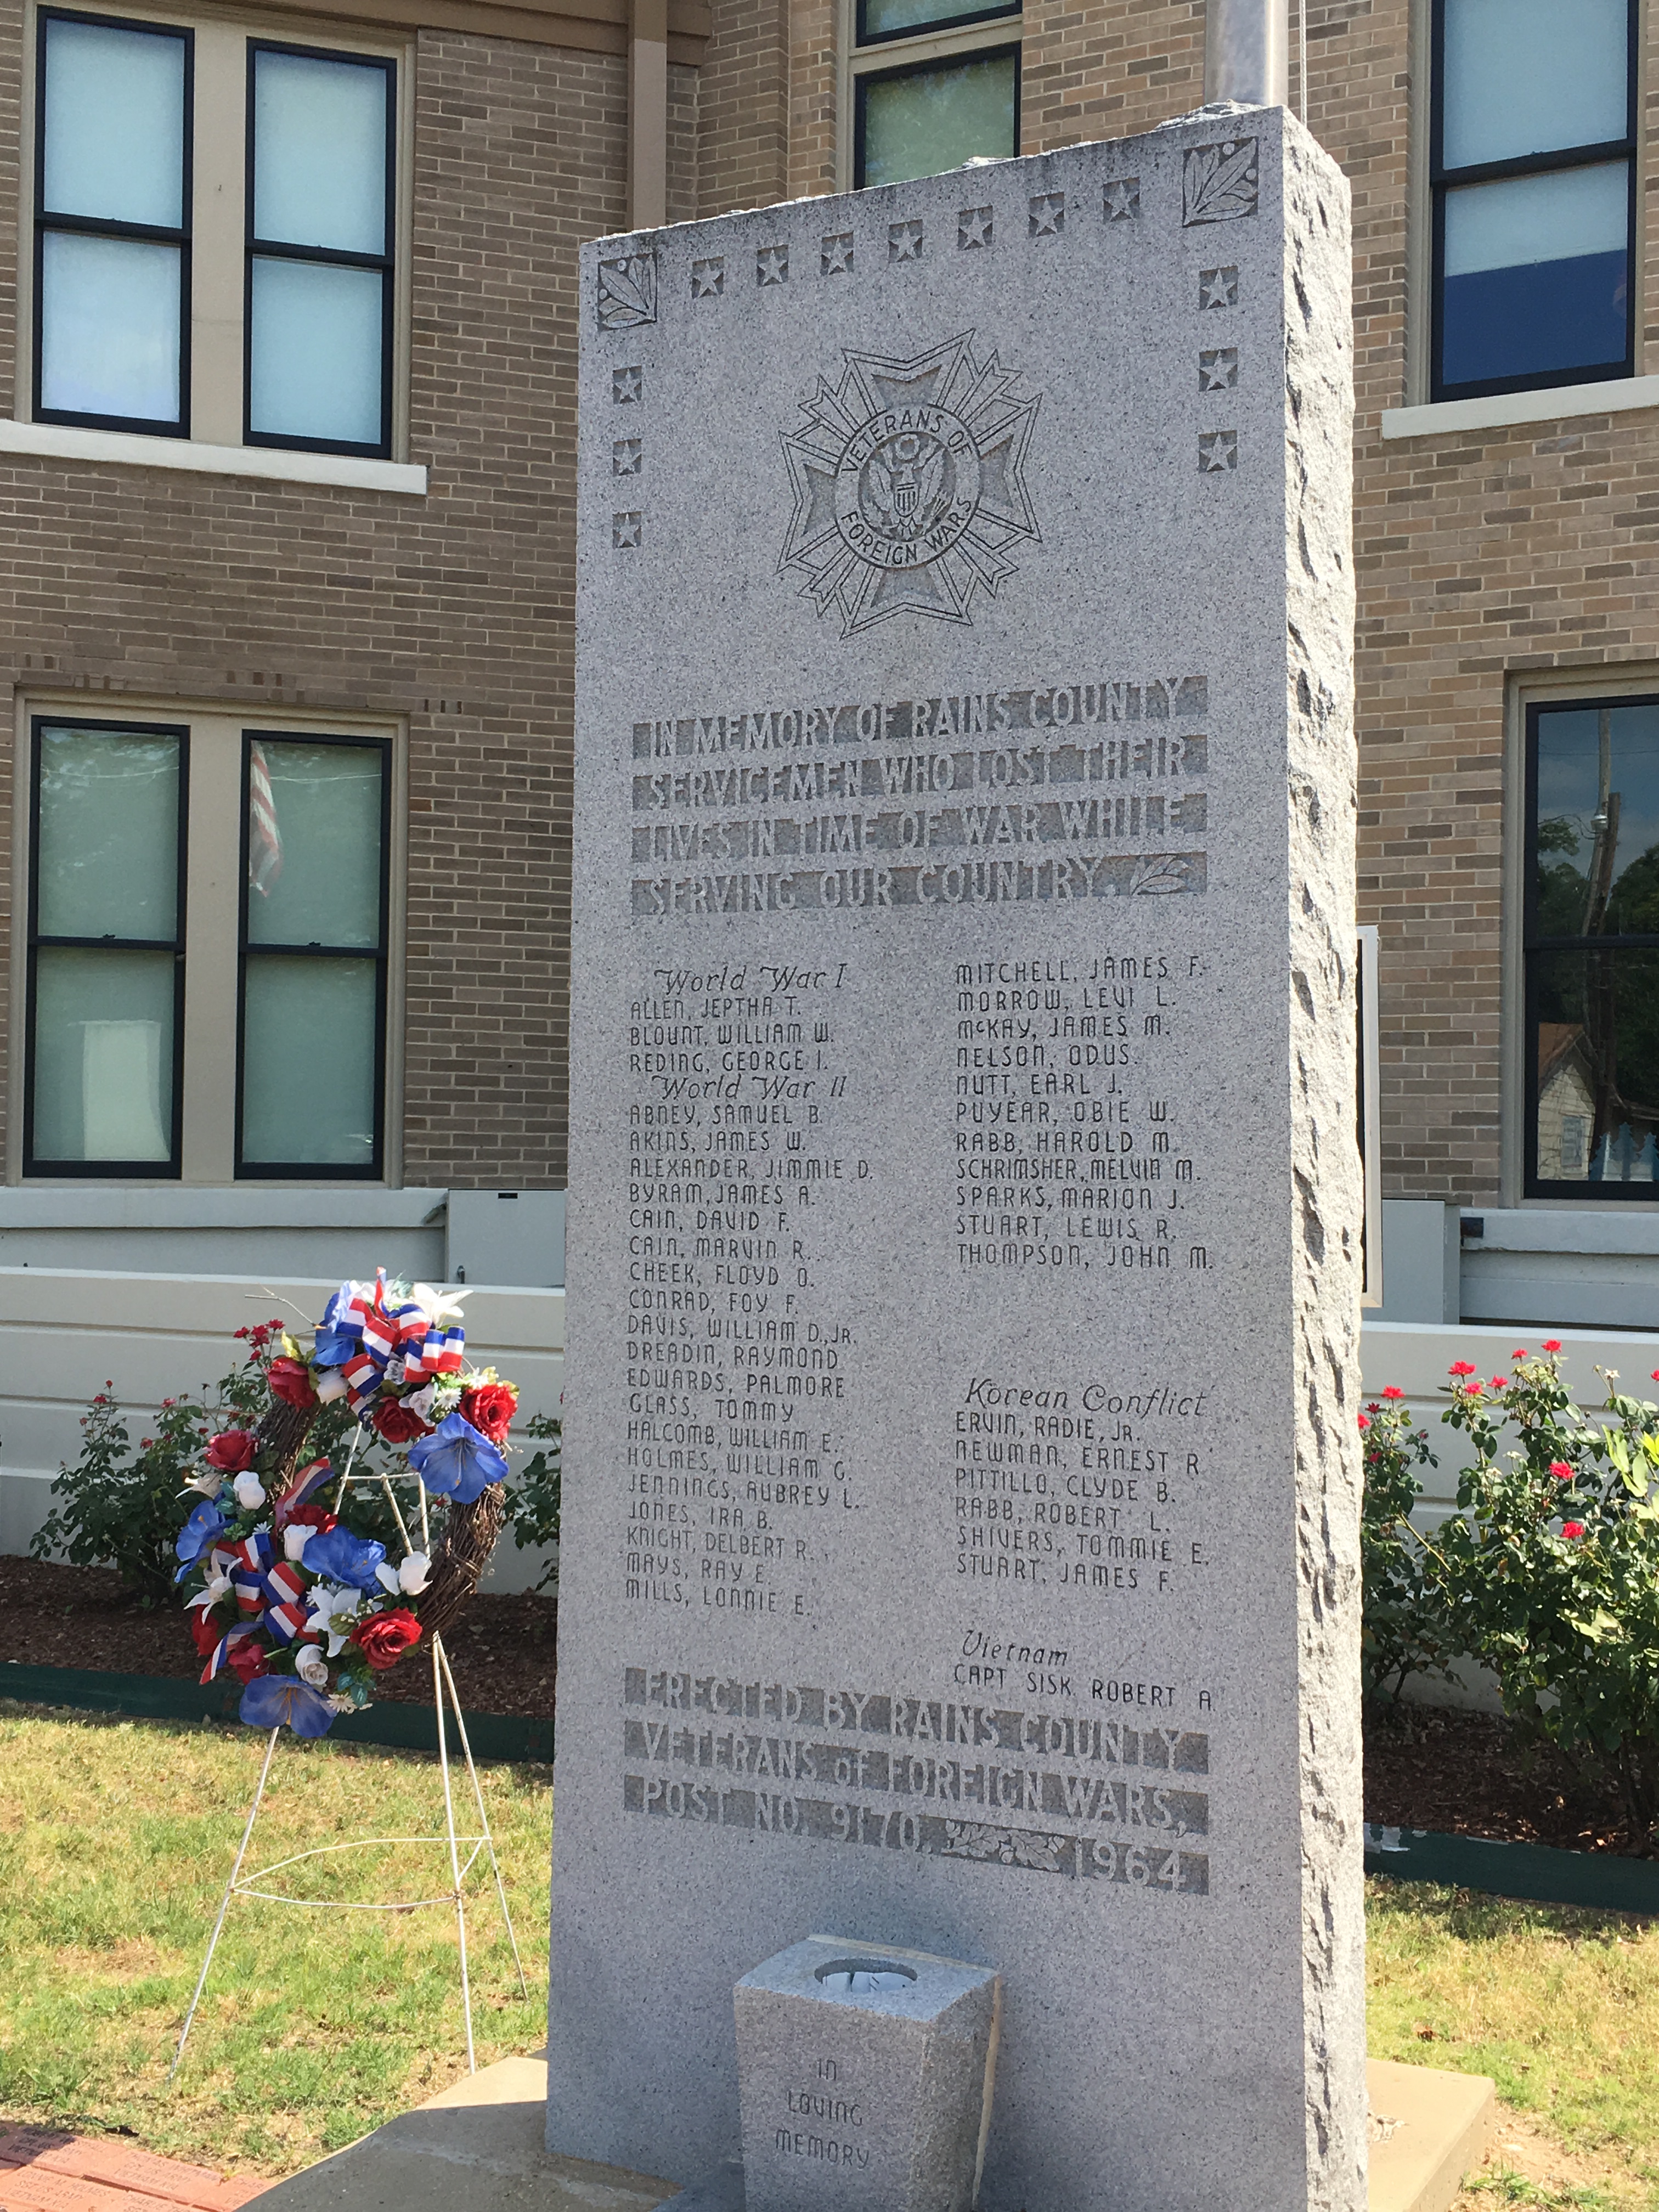 VETERANS OF
FOREIGN WARS
IN MEMORY OF RAINS COUNTY
SERVICEMEN WHO LOST THEIR
LIVES IN TIME OF WAR WHILE
SERVING OUR COUNTRY.
World War I
ALLEN, JEPTHA T.
BLOUNT, WILLIAM W.
REDING, GEORGE I.
World War II
ABNEY, SAMUEL B.
AKINS, JAMES W.
ALEXANDER, JIMMIE D.
BYRAM, JAMES A.
CAIN, DAVID F.
CAIN, MARVIN R.
CHEEK, FLOYD O.
CONRAD, FOY F.
DAVIS, WILLIAM D., JR.
DREADIN, RAYMOND
EDWARDS, PALMORE
GLASS, TOMMY
HALCOMB, WILLIAM E.
HOLMES, WILLIAM G.
JENNINGS, AUBREY L.
JONES, IRA B.
KNIGHT, DELBERT R.
MAYS, RAY E.
MILLS, LONNIE E.
MITCHELL, JAMES F.
MORROW, LEVI L.
McKAY, JAMES M.
NELSON, ODUS.
NUTT, EARL J.
PUYEAR, OBIE W.
RABB, HAROLD M.
SCHRIMSHER, MELVIN M.
SPARKS, MARION J.
STUART, LEWIS R.
THOMPSON, JOHN M.
Korean Conflict
ERVIN, RADIE, JR.
NEWMAN, ERNEST R.
PITTILLO, CLYDE B.
RABB, ROBERT L.
SHIVERS, TOMMIE E.
STUART, JAMES F.
Vietnam
CAPT SISK ROBERT A
ERECTED BY RAINS COUNTY
VETERANS of FOREIGN WARS,
POST NO. 9170, 1964
IN
LOVING
MEMORY